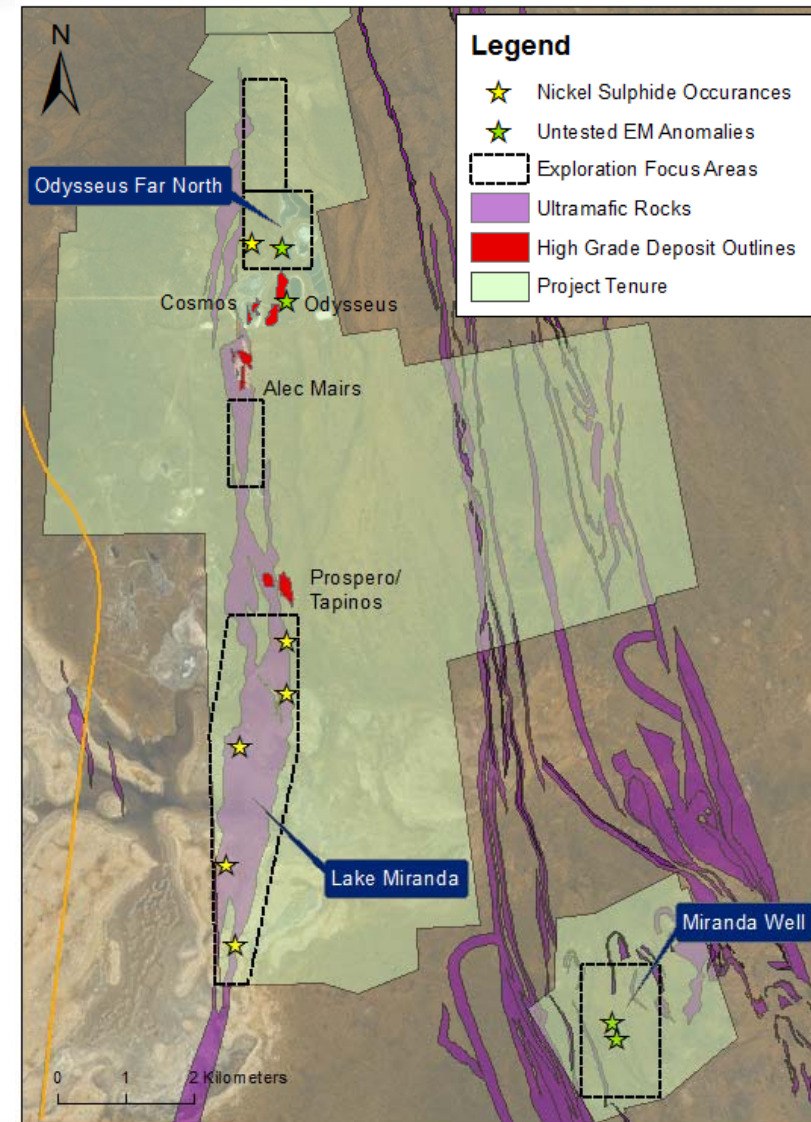 N
Legend
Nickel Sulphide Occurances
Untested EM Anomalies
Exploration Focus Areas
Ultramafic Rocks
High Grade Deposit Outlines
Project Tenure
Odysseus Far North
Cosmos
Odysseus
Alec Mairs
Prospero/
Tapinos
Lake Miranda
Miranda Well
0 1 2 Kilometers